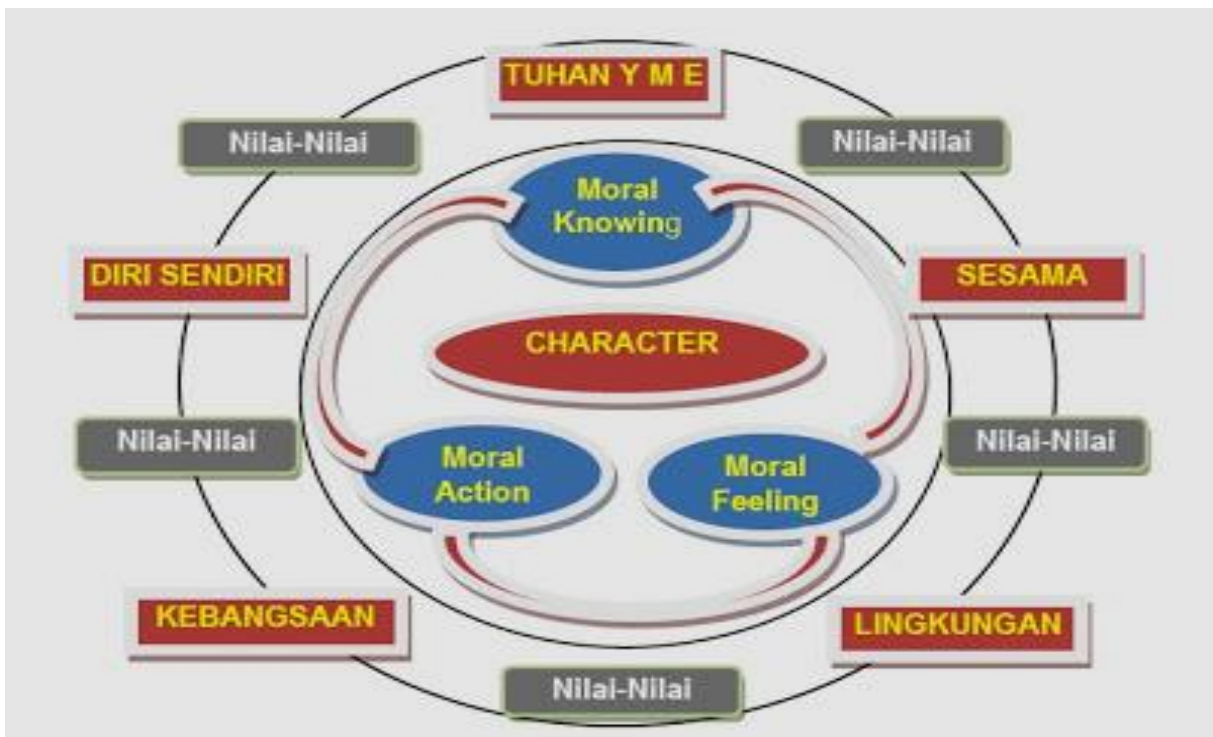 TUHAN Y M E
Nilai-Nilai
Nilai-Nilai
Moral
Knowing
DIRI SENDIRI
SESAMA
CHARACTER
Nilai-Nilai
Nilai-Nilai
Moral
Action
Moral
Feeling
KEBANGSAAN
LINGKUNGAN
Nilai-Nilai